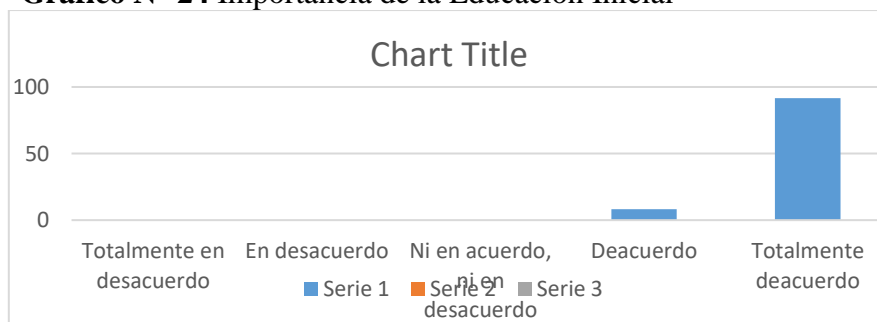 Gráfico N° 24 Importancia de la Educación Inicial
Chart Title
100
50
0
Totalmente en
desacuerdo
En desacuerdo
Ni en acuerdo,
ni en
desacuerdo
Deacuerdo
Totalmente
deacuerdo
Serie 1 Serie 2 Serie 3